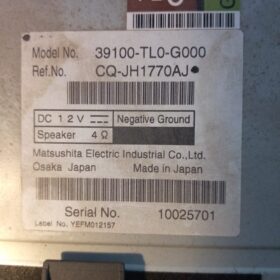 Model No. 39100-TL0-G000
Ref.No. CQ-JH1770AJ●
DC 12V ⎓ Negative Ground
Speaker 4Ω
Matsushita Electric Industrial Co., Ltd.
Osaka Japan Made in Japan
Serial No. 10025701
Label No. YEFM012157